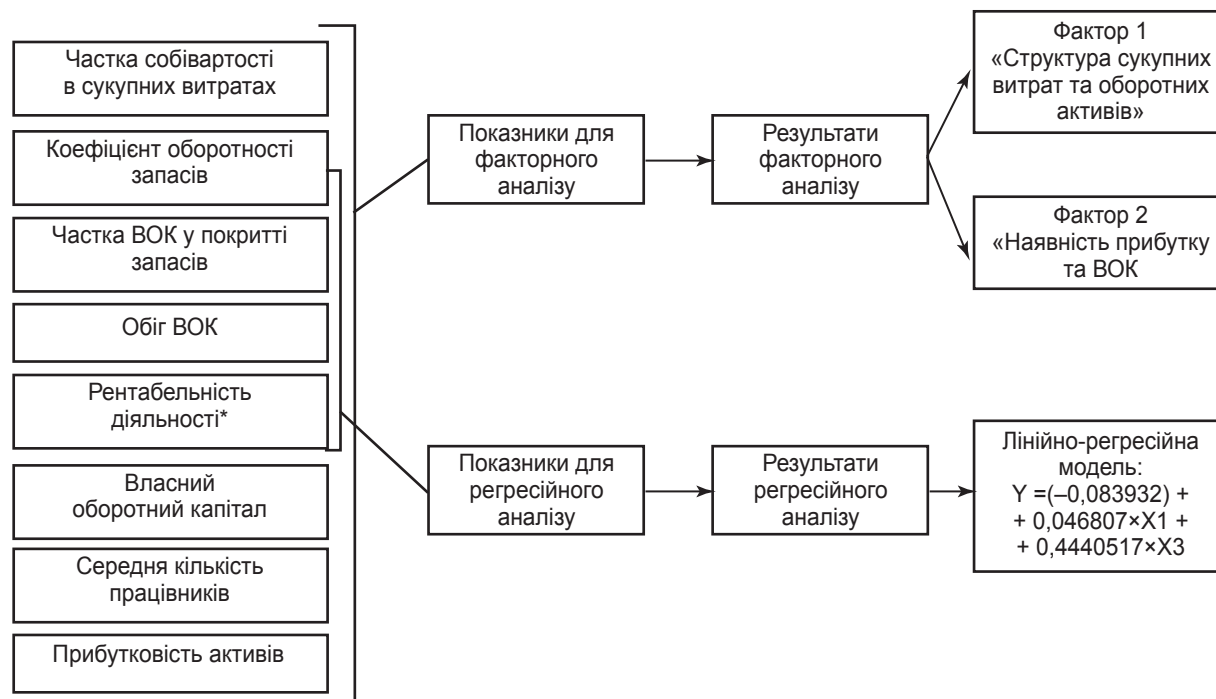 Частка собівартості
в сукупних витратах
Коефіцієнт оборотності
запасів
Частка ВОК у покритті
запасів
Обіг ВОК
Рентабельність
діяльності*
Власний
оборотний капітал
Середня кількість
працівників
Прибутковість активів
Показники для
факторного
аналізу
Результати
факторного
аналізу
Фактор 1
«Структура сукупних
витрат та оборотних
активів»
Фактор 2
«Наявність прибутку
та ВОК
Показники для
регресійного
аналізу
Результати
регресійного
аналізу
Лінійно-регресійна
модель:
Y =(–0,083932) +
+ 0,046807×X1 +
+ 0,4440517×X3